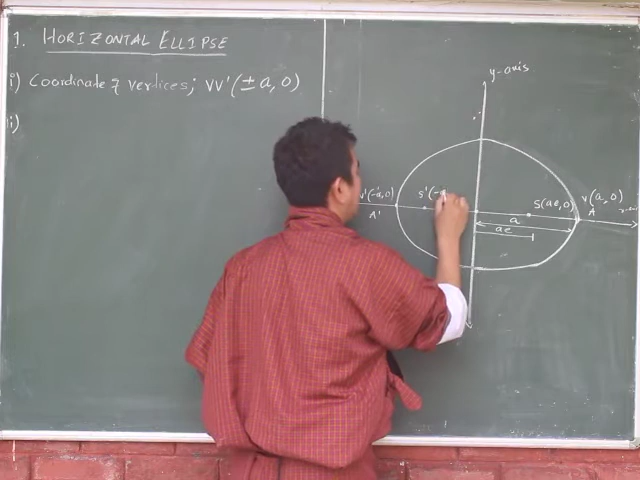 1. HORIZONTAL ELLIPSE
i) Coordinate of vertices; VV' (±a, 0)
ii)
y-axis
V'(-a,0)
A'
S'(-a
S(ae,0)
V(a,0)
A
a
ae